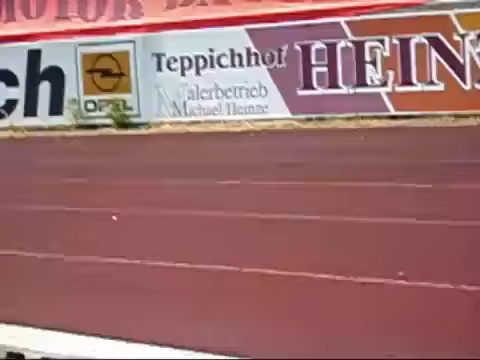 MOTOR
ch
OPEL
Teppichhof
Malerbetrieb
Michael Heinze
HEIN